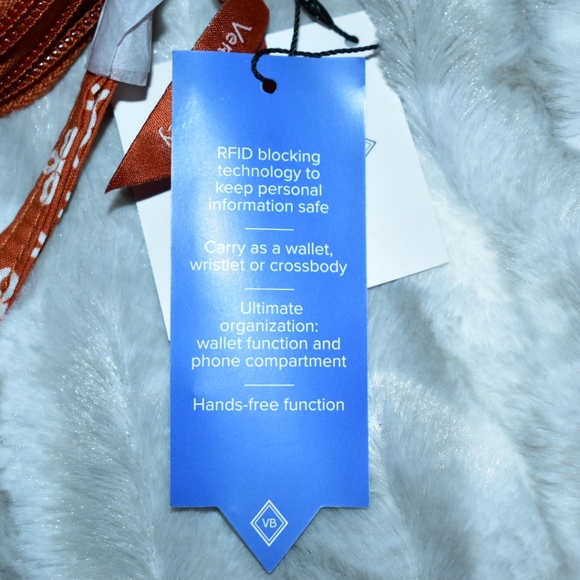 Ver
RFID blocking
technology to
keep personal
information safe
Carry as a wallet,
wristlet or crossbody
Ultimate
organization:
wallet function and
phone compartment
Hands-free function
VB